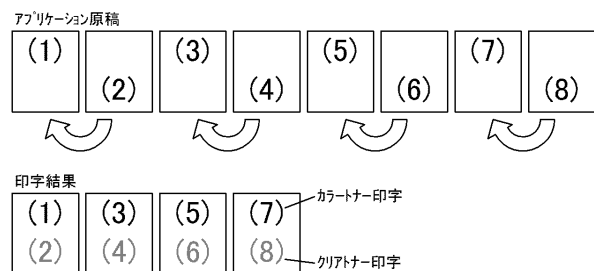 アプリケーション原稿
(1) (3) (5) (7)
(2) (4) (6) (8)
印字結果
(1) (3) (5) (7) カラートナー印字
(2) (4) (6) (8) クリアトナー印字